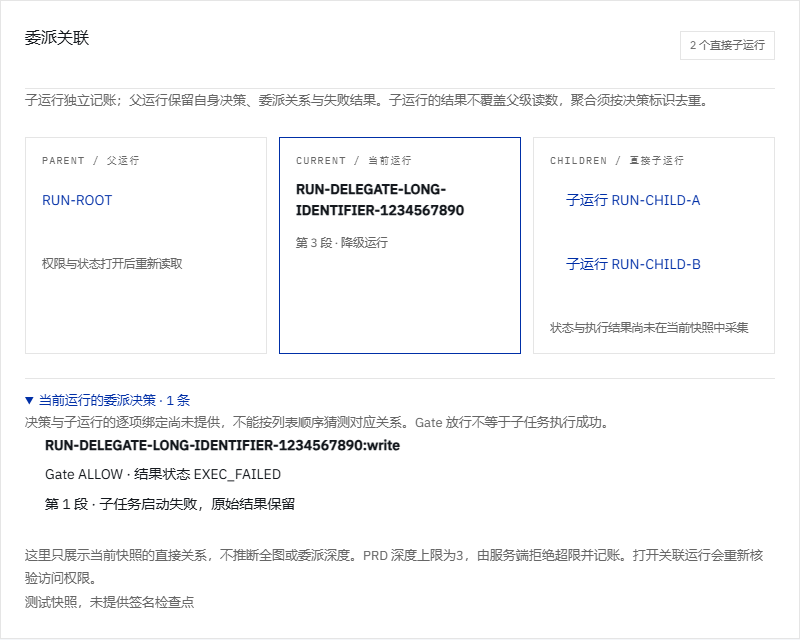 委派关联
2 个直接子运行
子运行独立记账；父运行保留自身决策、委派关系与失败结果。子运行的结果不覆盖父级读数，聚合须按决策标识去重。
PARENT / 父运行
RUN-ROOT
权限与状态打开后重新读取
CURRENT / 当前运行
RUN-DELEGATE-LONG-
IDENTIFIER-1234567890
第 3 段 · 降级运行
CHILDREN / 直接子运行
子运行 RUN-CHILD-A
子运行 RUN-CHILD-B
状态与执行结果尚未在当前快照中采集
▼ 当前运行的委派决策 · 1 条
决策与子运行的逐项绑定尚未提供，不能按列表顺序猜测对应关系。Gate 放行不等于子任务执行成功。
RUN-DELEGATE-LONG-IDENTIFIER-1234567890:write
Gate ALLOW · 结果状态 EXEC_FAILED
第 1 段 · 子任务启动失败，原始结果保留
这里只展示当前快照的直接关系，不推断全图或委派深度。PRD 深度上限为3，由服务端拒绝超限并记账。打开关联运行会重新核
验访问权限。
测试快照，未提供签名检查点